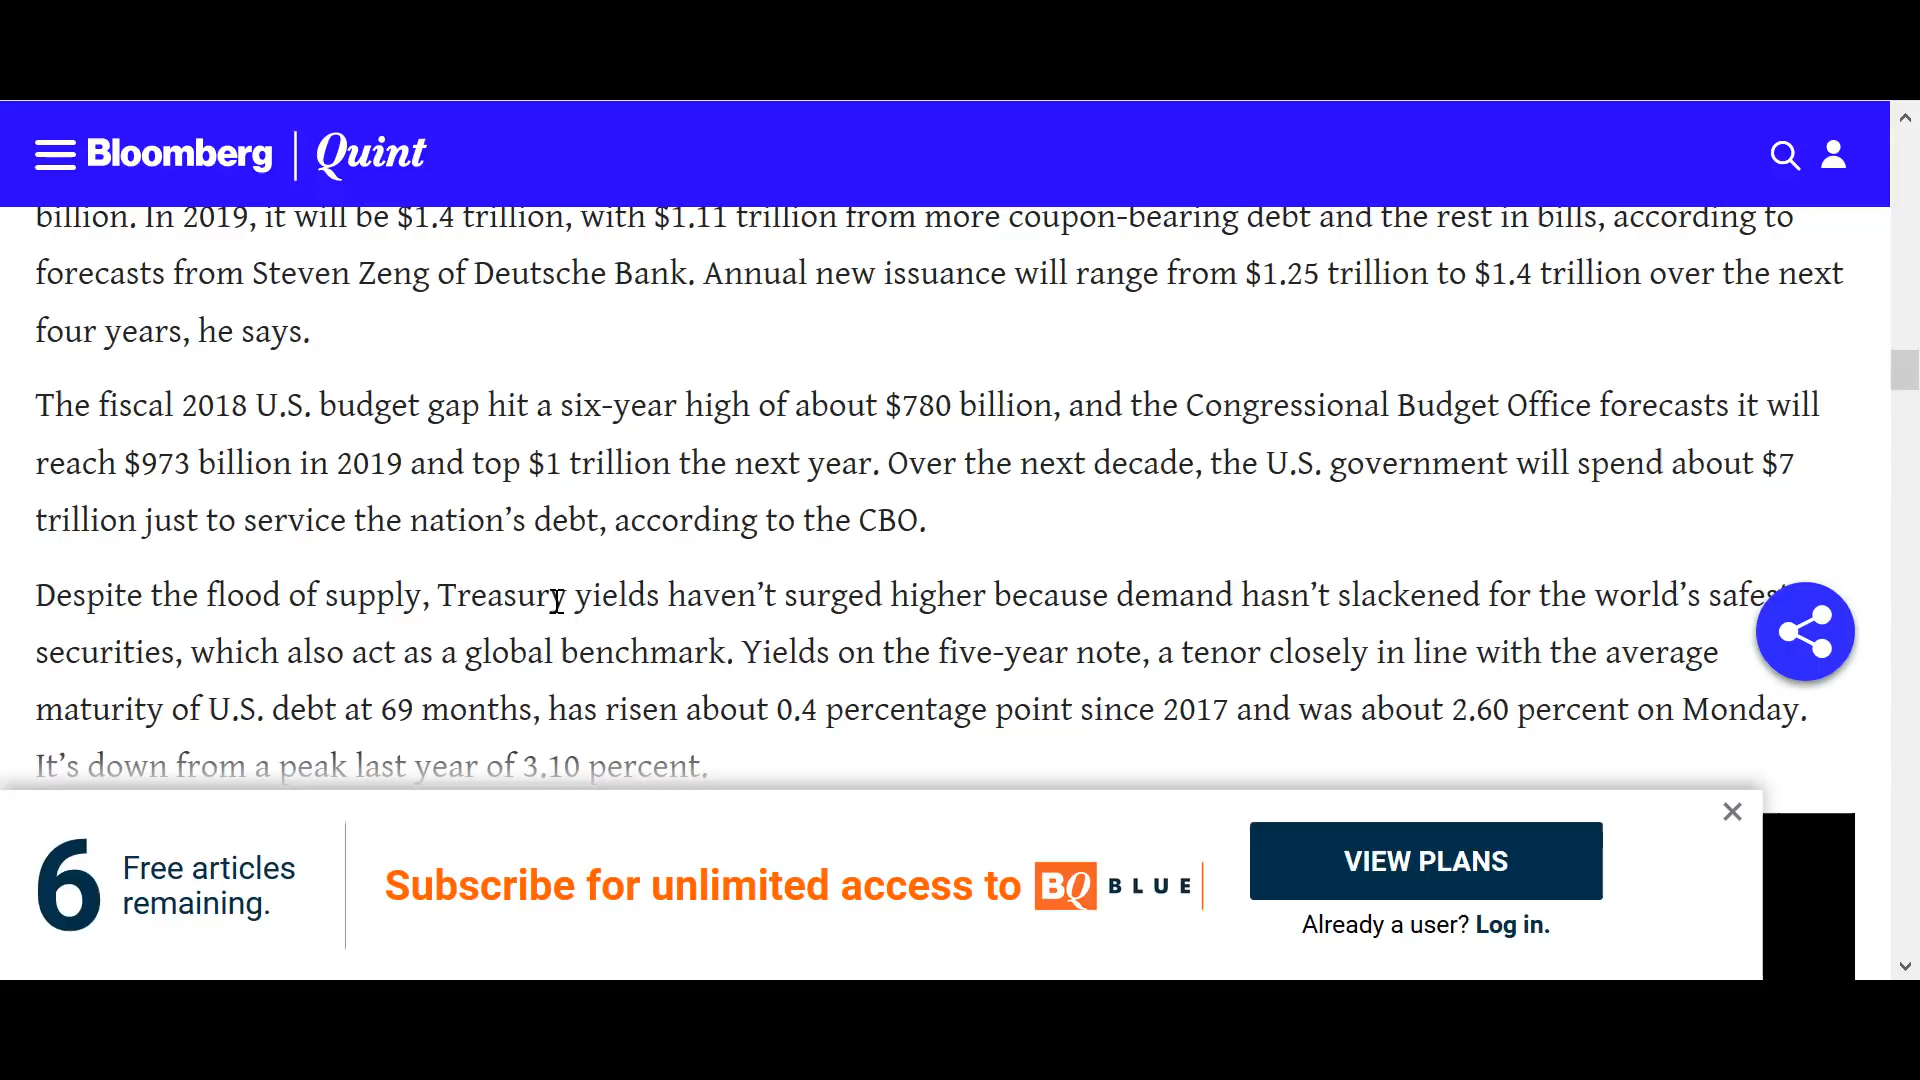 Bloomberg | Quint
billion. In 2019, it will be $1.4 trillion, with $1.11 trillion from more coupon-bearing debt and the rest in bills, according to
forecasts from Steven Zeng of Deutsche Bank. Annual new issuance will range from $1.25 trillion to $1.4 trillion over the next
four years, he says.
The fiscal 2018 U.S. budget gap hit a six-year high of about $780 billion, and the Congressional Budget Office forecasts it will
reach $973 billion in 2019 and top $1 trillion the next year. Over the next decade, the U.S. government will spend about $7
trillion just to service the nation’s debt, according to the CBO.
Despite the flood of supply, Treasury yields haven’t surged higher because demand hasn’t slackened for the world’s safest
securities, which also act as a global benchmark. Yields on the five-year note, a tenor closely in line with the average
maturity of U.S. debt at 69 months, has risen about 0.4 percentage point since 2017 and was about 2.60 percent on Monday.
It’s down from a peak last year of 3.10 percent.
6 Free articles
remaining.
Subscribe for unlimited access to BQ BLUE
VIEW PLANS
Already a user? Log in.